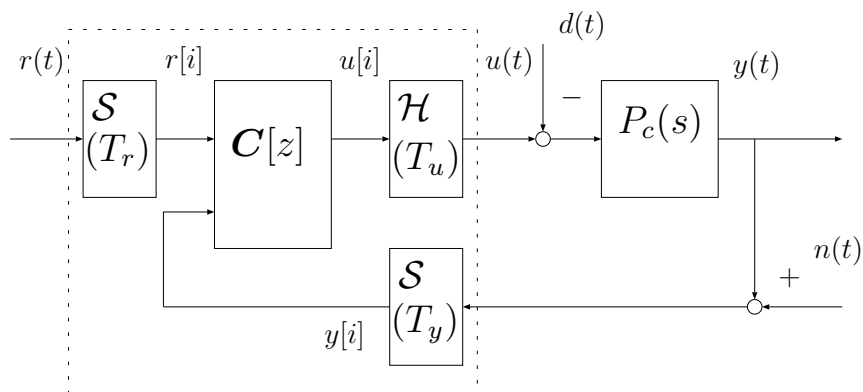 d(t)
r(t) r[i] u[i] u(t) y(t)
S
(T_r)
C[z]
H
(T_u)
−
P_c(s)
n(t)
+
S
(T_y)
y[i]